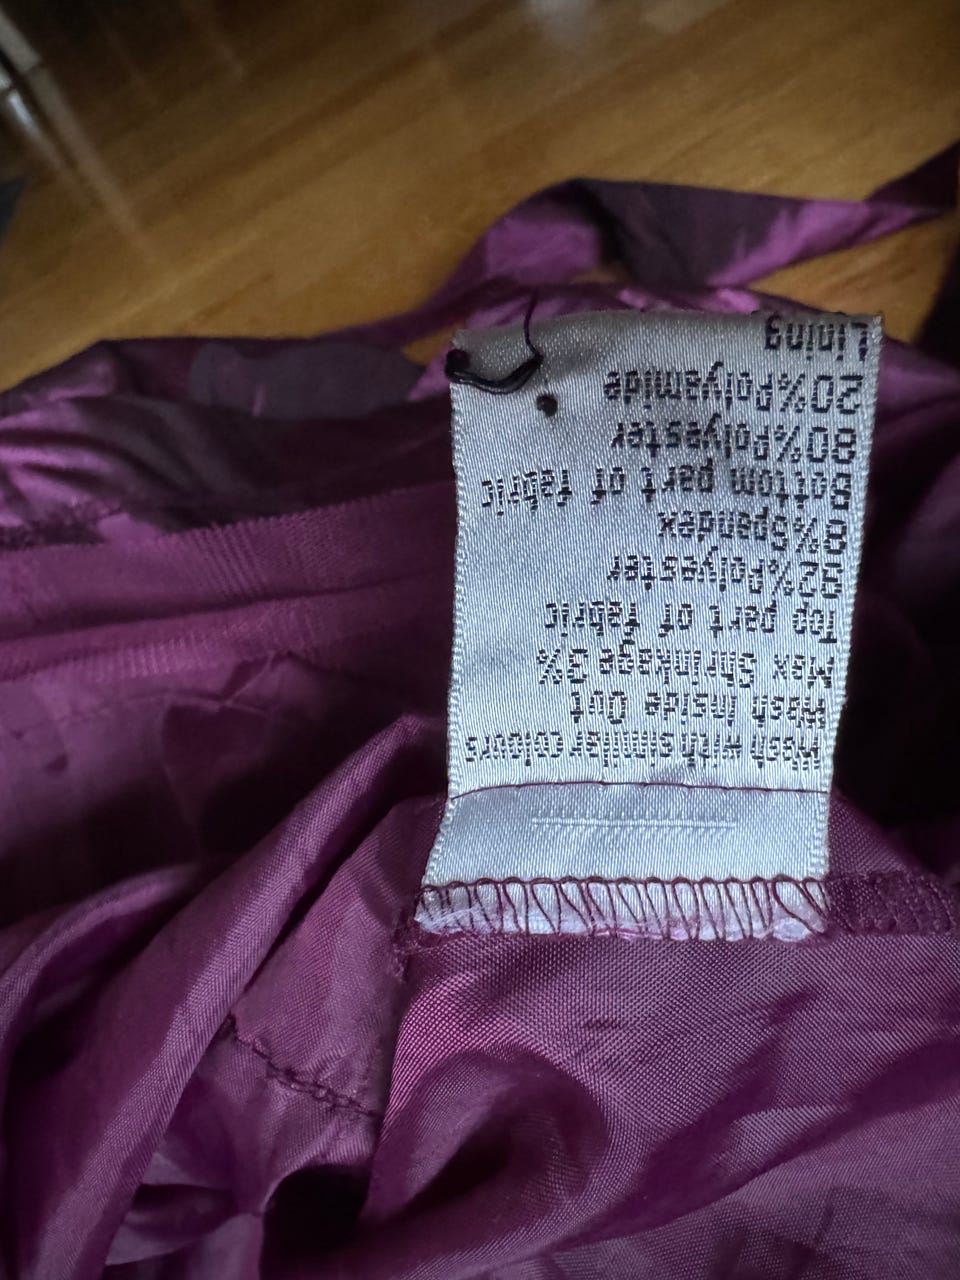 Wash with similar colours
Wash inside Out
Max Shrinkage 3%
Top part of fabric
92%Polyester
8%Spandex
Bottom part of fabric
80%Polyester
20%Polyamide
Lining